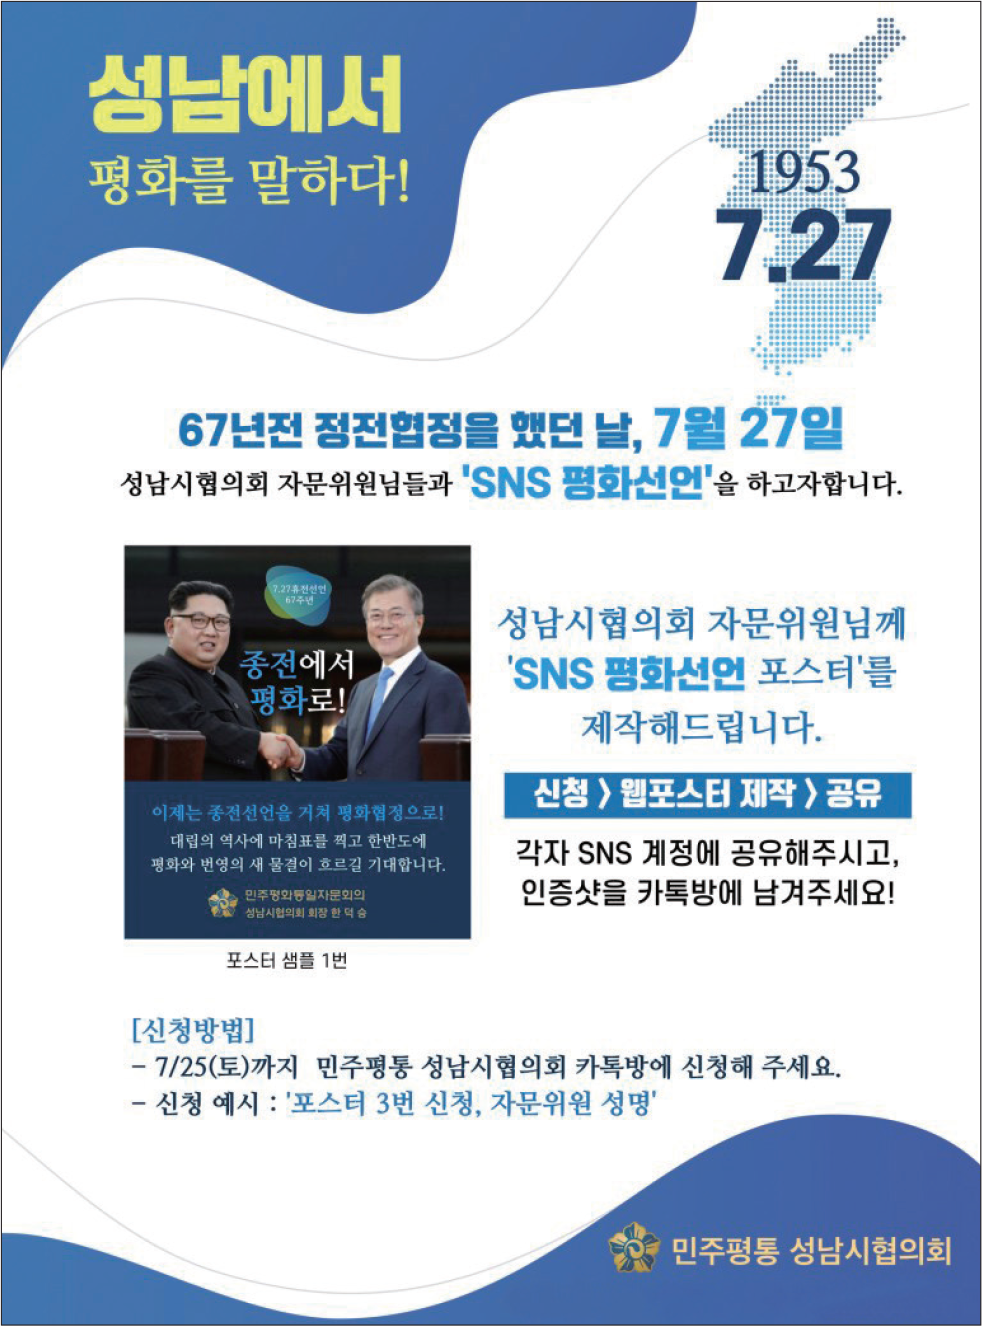 성남에서
평화를 말하다!
1953
7.27
67년전 정전협정을 했던 날, 7월 27일
성남시협의회 자문위원님들과 'SNS 평화선언'을 하고자합니다.
7.27휴전선언
67주년
종전에서
평화로!
이제는 종전선언을 거쳐 평화협정으로!
대립의 역사에 마침표를 찍고 한반도에
평화와 번영의 새 물결이 흐르길 기대합니다.
민주평화통일자문회의
성남시협의회 회장 한 덕 승
포스터 샘플 1번
성남시협의회 자문위원님께
'SNS 평화선언 포스터'를
제작해드립니다.
신청 > 웹포스터 제작 > 공유
각자 SNS 계정에 공유해주시고,
인증샷을 카톡방에 남겨주세요!
[신청방법]
- 7/25(토)까지 민주평통 성남시협의회 카톡방에 신청해 주세요.
- 신청 예시 : '포스터 3번 신청, 자문위원 성명'
민주평통 성남시협의회